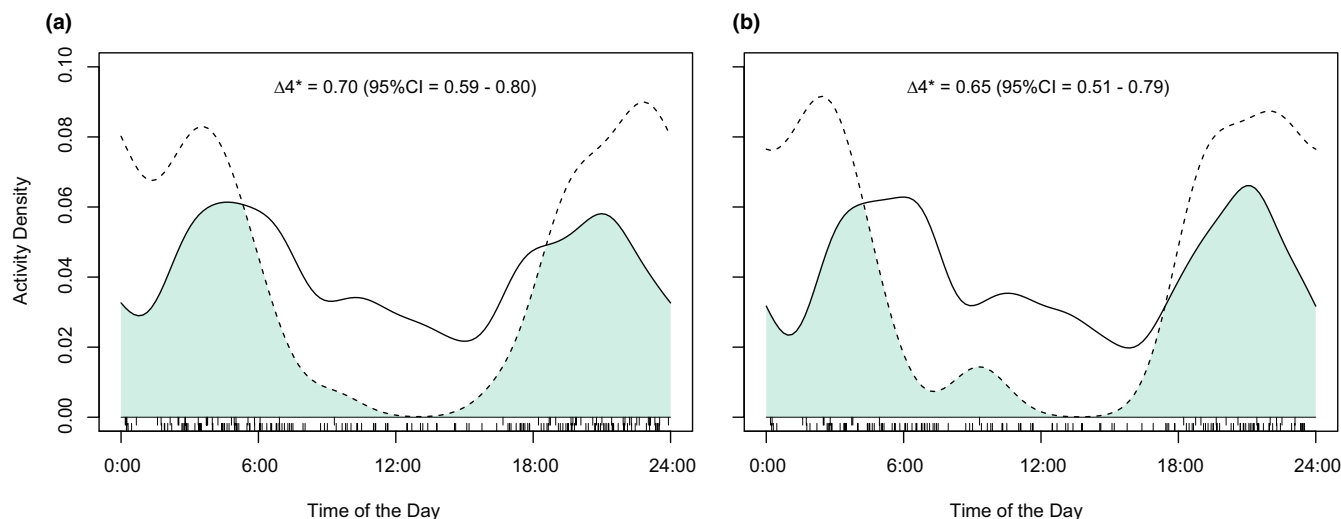 (a)
(b)
Δ4* = 0.70 (95%CI = 0.59 - 0.80)
Δ4* = 0.65 (95%CI = 0.51 - 0.79)
Activity Density
0.10
0.08
0.06
0.04
0.02
0.00
0:00 6:00 12:00 18:00 24:00
0:00 6:00 12:00 18:00 24:00
Time of the Day
Time of the Day